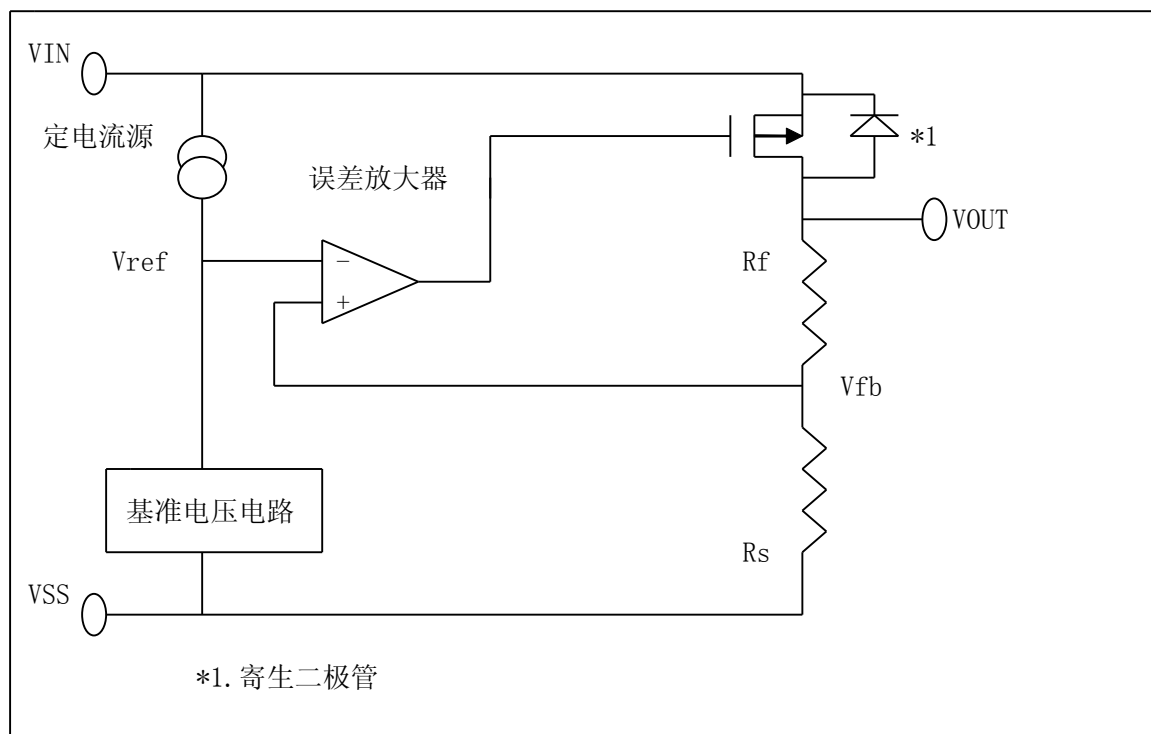 VIN
定电流源
*1
误差放大器
VOUT
Vref
Rf
−
+
Vfb
基准电压电路
Rs
VSS
*1.寄生二极管